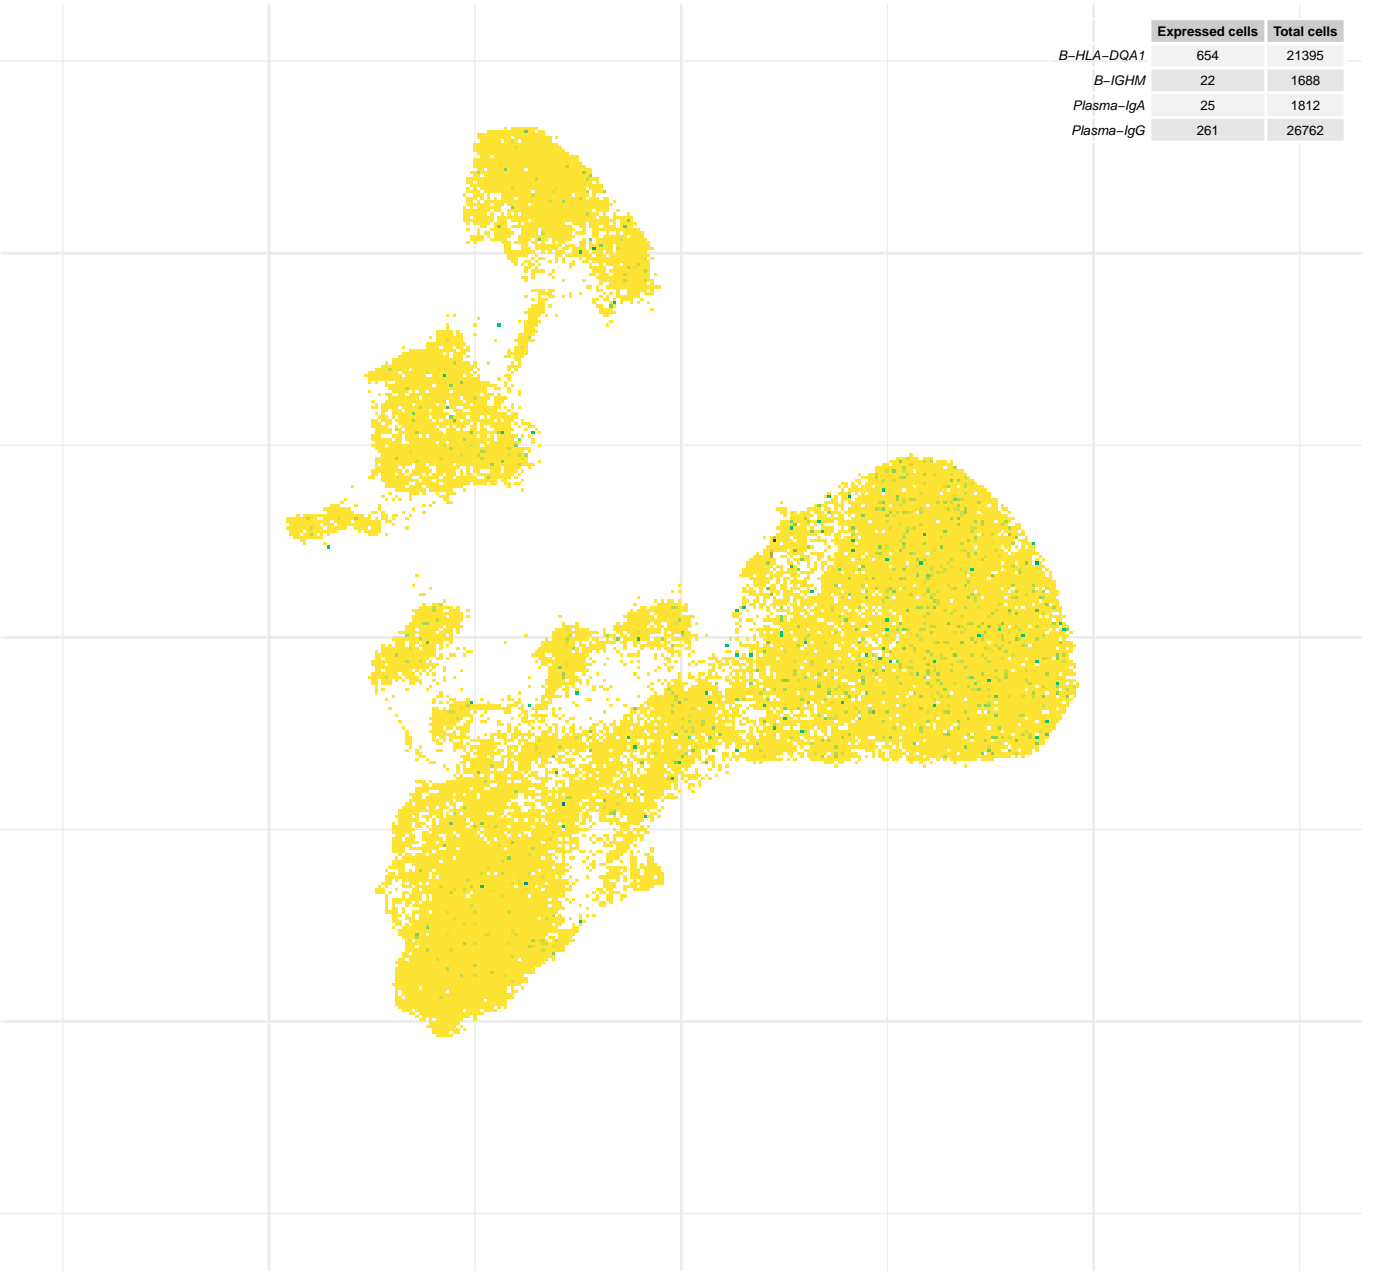 Expressed cells Total cells
B−HLA−DQA1 654 21395
B−IGHM 22 1688
Plasma−IgA 25 1812
Plasma−IgG 261 26762